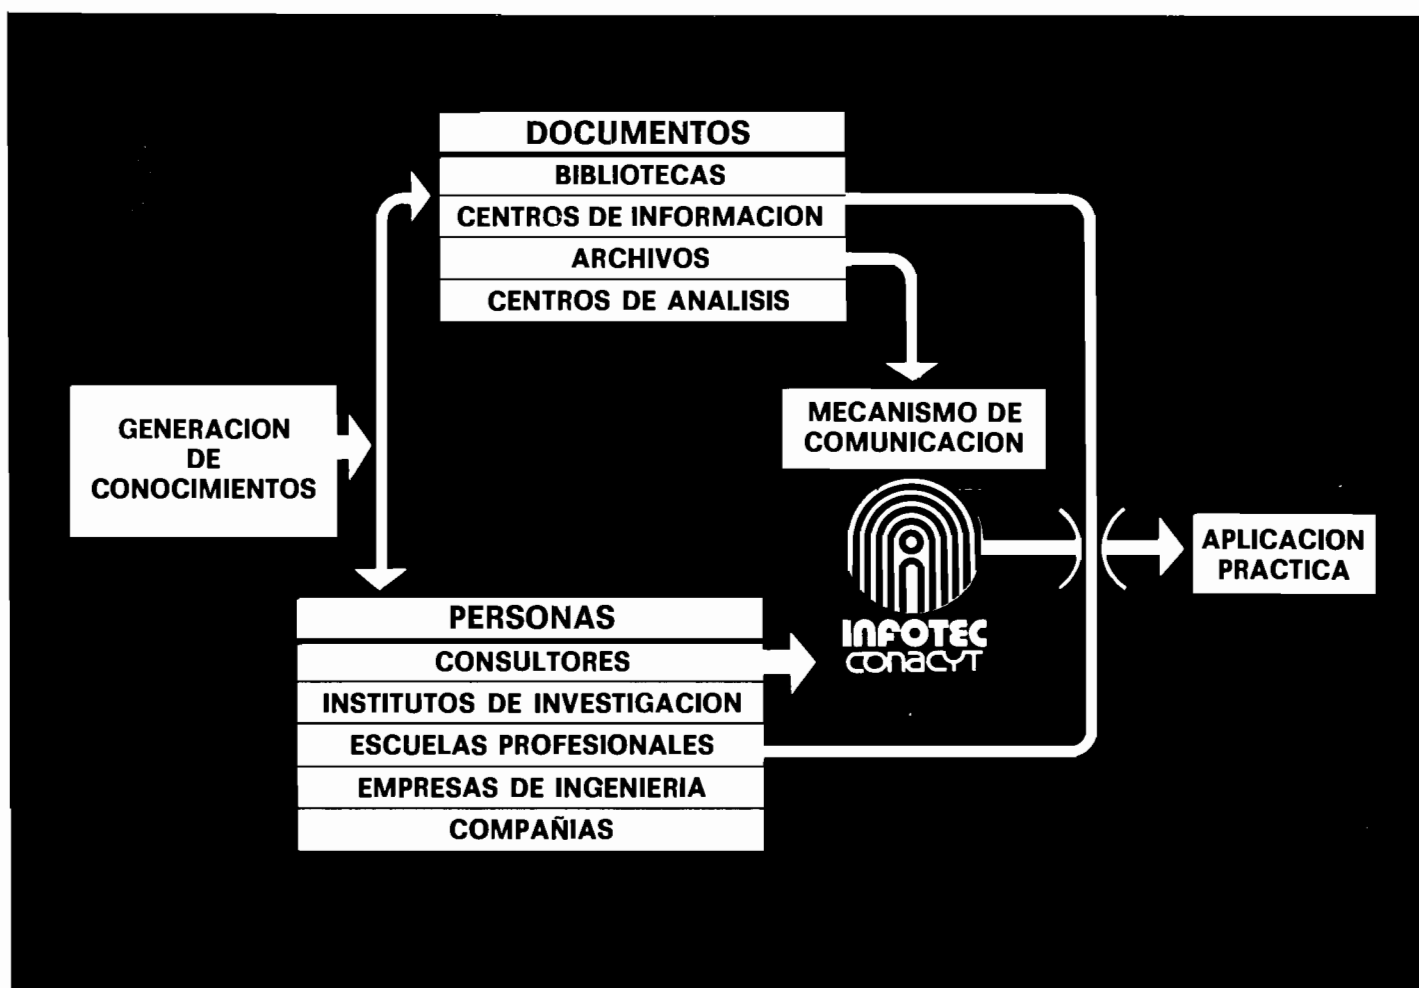 DOCUMENTOS
BIBLIOTECAS
CENTROS DE INFORMACION
ARCHIVOS
CENTROS DE ANALISIS
GENERACION
DE
CONOCIMIENTOS
MECANISMO DE
COMUNICACION
INFOTEC
conacyt
APLICACION
PRACTICA
PERSONAS
CONSULTORES
INSTITUTOS DE INVESTIGACION
ESCUELAS PROFESIONALES
EMPRESAS DE INGENIERIA
COMPAÑIAS